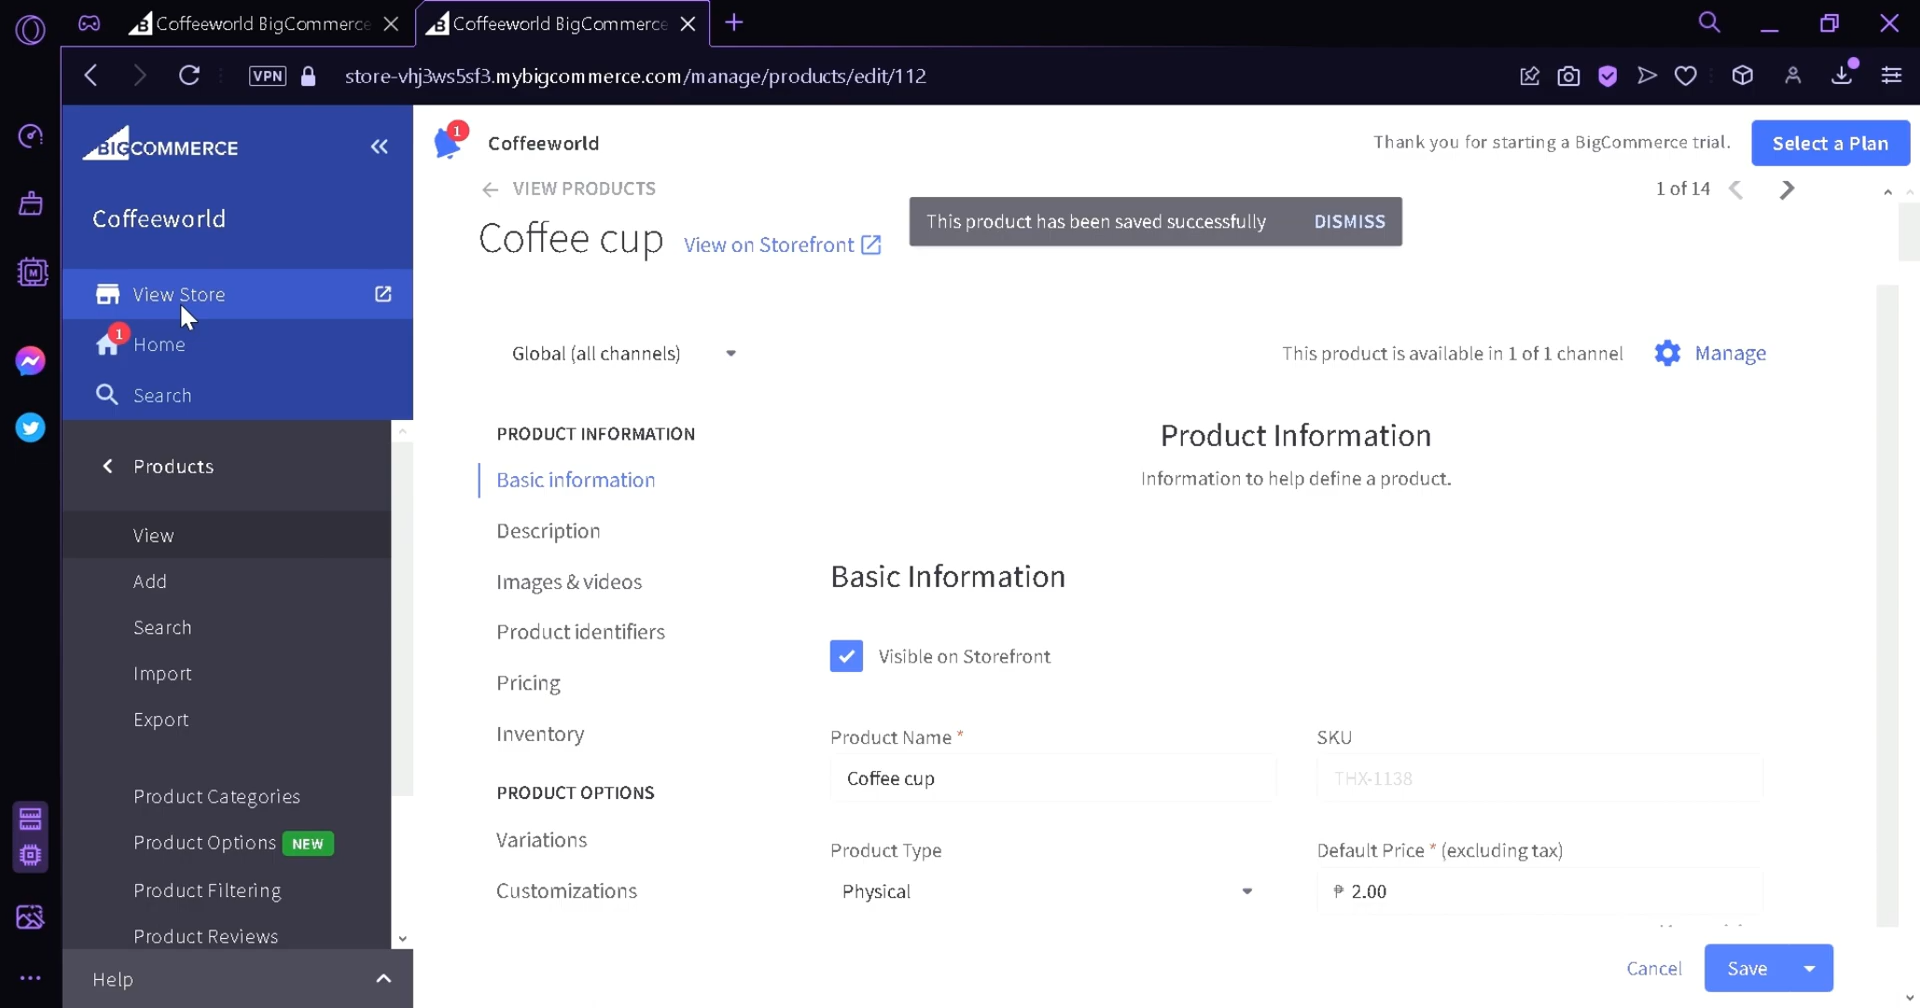 Coffeeworld BigCommerce
Coffeeworld BigCommerce
VPN
store-vhj3ws5sf3.mybigcommerce.com/manage/products/edit/112
BIGCOMMERCE
1
Coffeeworld
Thank you for starting a BigCommerce trial.
Select a Plan
VIEW PRODUCTS
1 of 14
Coffeeworld
Coffee cup
View on Storefront
This product has been saved successfully
DISMISS
View Store
1
Home
Search
Global (all channels)
This product is available in 1 of 1 channel
Manage
Products
View
Add
Search
Import
Export
Product Categories
Product Options NEW
Product Filtering
Product Reviews
Help
PRODUCT INFORMATION
Basic information
Description
Images & videos
Product identifiers
Pricing
Inventory
PRODUCT OPTIONS
Variations
Customizations
Product Information
Information to help define a product.
Basic Information
Visible on Storefront
Product Name *
SKU
Coffee cup
THX-1138
Product Type
Default Price * (excluding tax)
Physical
₱ 2.00
Cancel
Save